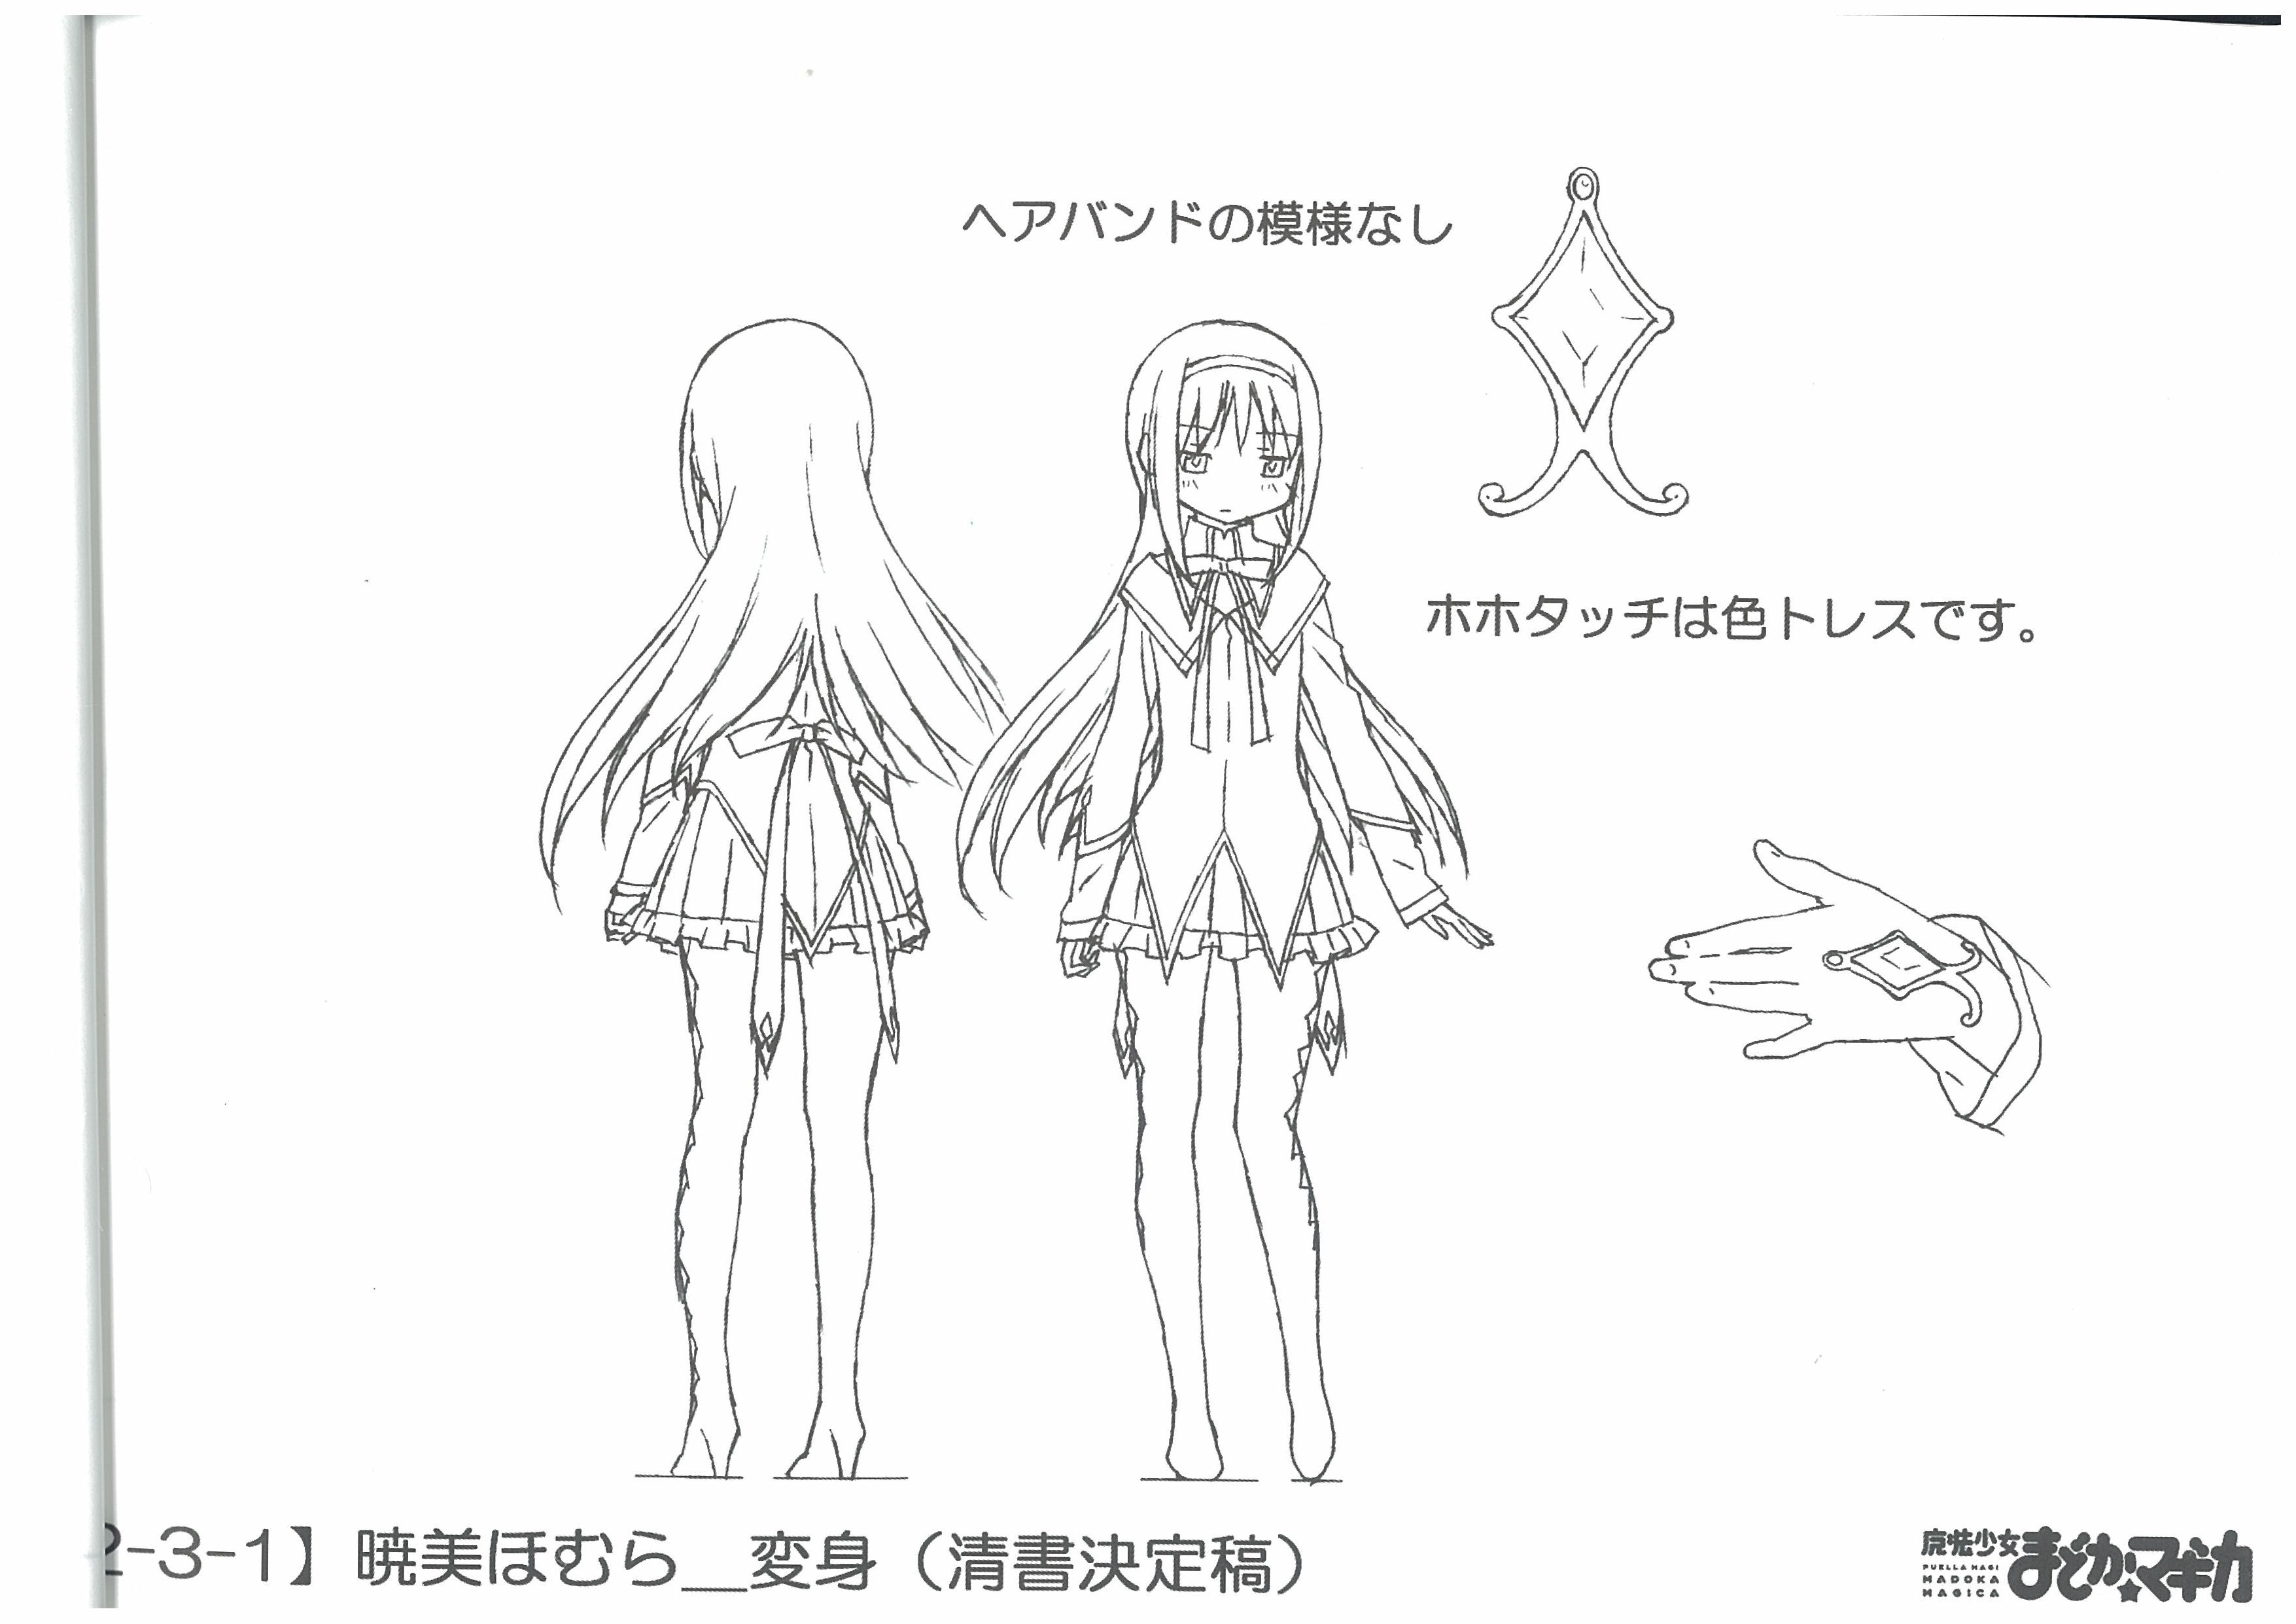 ヘアバンドの模様なし
ホホタッチは色トレスです。
2-3-1】暁美ほむら__変身（清書決定稿）
魔法少女
まどか☆マギカ
PUELLA MAGI
MADOKA
MAGICA